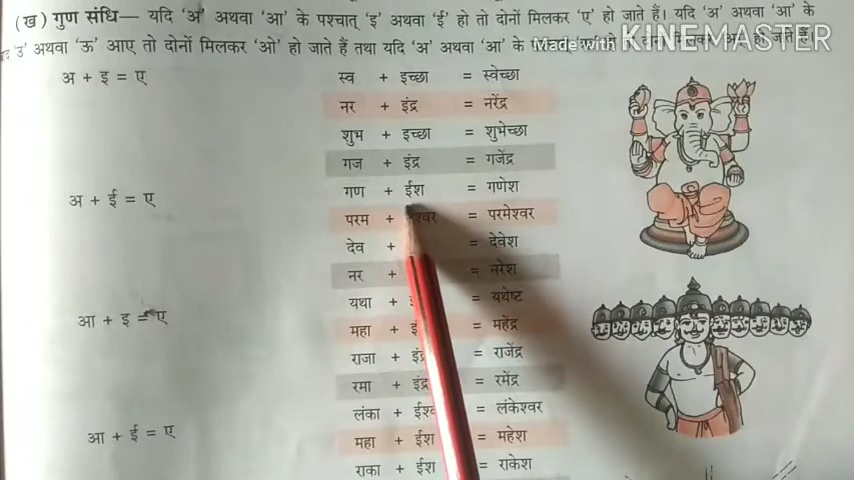 (ख) गुण संधि— यदि 'अ' अथवा 'आ' के पश्चात् 'इ' अथवा 'ई' हो तो दोनों मिलकर 'ए' हो जाते हैं। यदि 'अ' अथवा 'आ' के
'उ' अथवा 'ऊ' आए तो दोनों मिलकर 'ओ' हो जाते हैं तथा यदि 'अ' अथवा 'आ' के हो जाते हैं।
Made with KINEMASTER
अ + इ = ए
स्व + इच्छा = स्वेच्छा
नर + इंद्र = नरेंद्र
शुभ + इच्छा = शुभेच्छा
गज + इंद्र = गजेंद्र
अ + ई = ए
गण + ईश = गणेश
परम + = परमेश्वर
देव + = देवेश
नर + = नरेश
आ + इ = ए
यथा + = यथेष्ट
महा + = महेंद्र
राजा + इंद्र = राजेंद्र
रमा + इंद्र = रमेंद्र
आ + ई = ए
लंका + = लंकेश्वर
महा + ईश = महेश
राका + ईश = राकेश